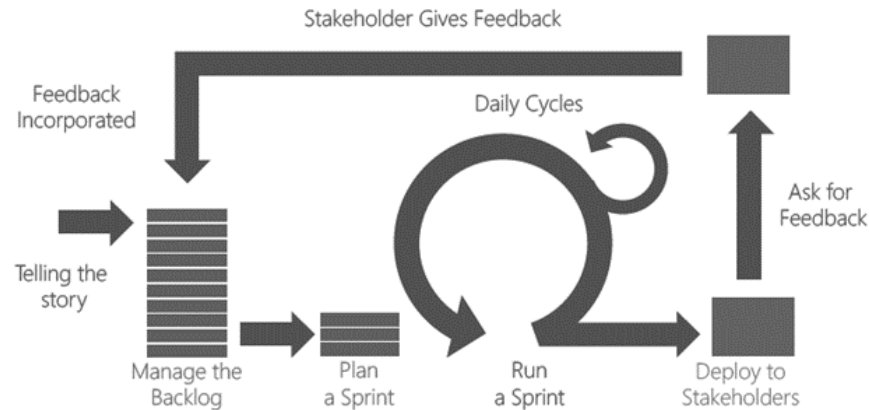 Stakeholder Gives Feedback
Feedback
Incorporated
Daily Cycles
Ask for
Feedback
Telling the
story
Manage the
Backlog
Plan
a Sprint
Run
a Sprint
Deploy to
Stakeholders